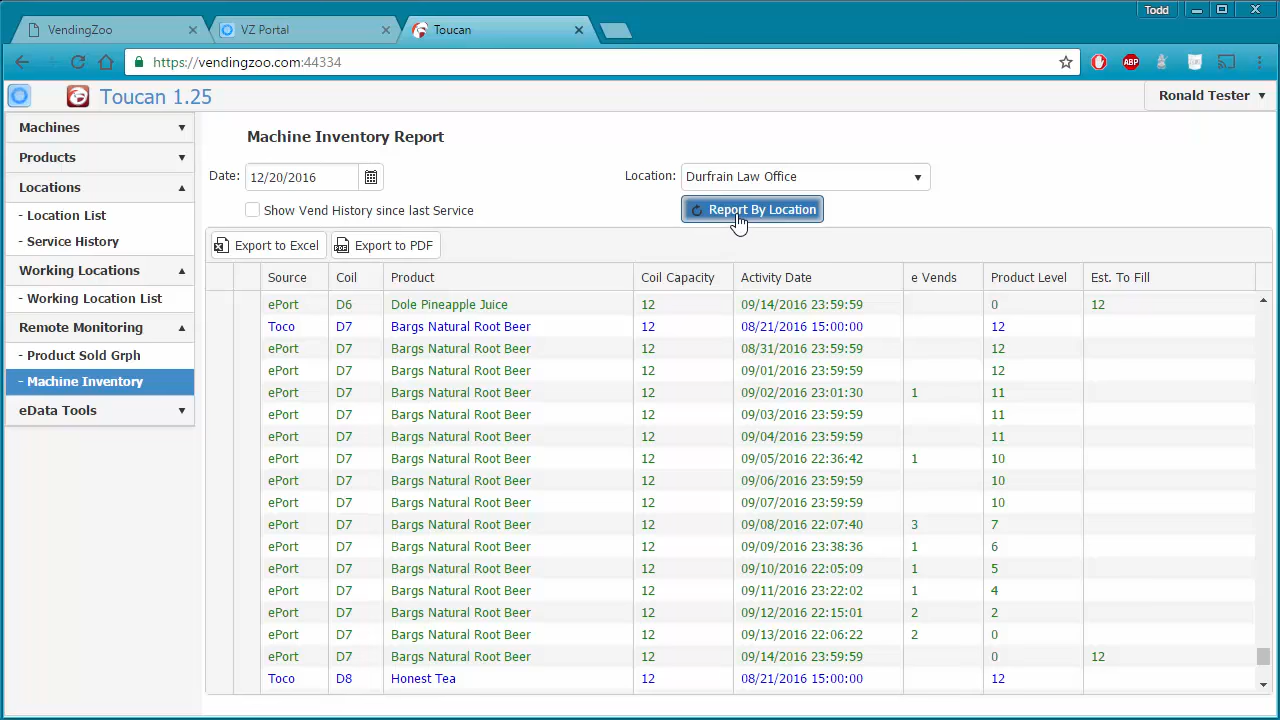 Todd
VendingZoo
VZ Portal
Toucan
https://vendingzoo.com:44334
ABP
Toucan 1.25
Ronald Tester
Machines
Products
Locations
- Location List
- Service History
Working Locations
- Working Location List
Remote Monitoring
- Product Sold Grph
- Machine Inventory
eData Tools
Machine Inventory Report
Date: 12/20/2016 Location: Durfrain Law Office
Show Vend History since last Service Report By Location
Export to Excel Export to PDF
Source Coil Product Coil Capacity Activity Date e Vends Product Level Est. To Fill
ePort D6 Dole Pineapple Juice 12 09/14/2016 23:59:59 0 12
Toco D7 Bargs Natural Root Beer 12 08/21/2016 15:00:00 12
ePort D7 Bargs Natural Root Beer 12 08/31/2016 23:59:59 12
ePort D7 Bargs Natural Root Beer 12 09/01/2016 23:59:59 12
ePort D7 Bargs Natural Root Beer 12 09/02/2016 23:01:30 1 11
ePort D7 Bargs Natural Root Beer 12 09/03/2016 23:59:59 11
ePort D7 Bargs Natural Root Beer 12 09/04/2016 23:59:59 11
ePort D7 Bargs Natural Root Beer 12 09/05/2016 22:36:42 1 10
ePort D7 Bargs Natural Root Beer 12 09/06/2016 23:59:59 10
ePort D7 Bargs Natural Root Beer 12 09/07/2016 23:59:59 10
ePort D7 Bargs Natural Root Beer 12 09/08/2016 22:07:40 3 7
ePort D7 Bargs Natural Root Beer 12 09/09/2016 23:38:36 1 6
ePort D7 Bargs Natural Root Beer 12 09/10/2016 22:05:09 1 5
ePort D7 Bargs Natural Root Beer 12 09/11/2016 23:22:02 1 4
ePort D7 Bargs Natural Root Beer 12 09/12/2016 22:15:01 2 2
ePort D7 Bargs Natural Root Beer 12 09/13/2016 22:06:22 2 0
ePort D7 Bargs Natural Root Beer 12 09/14/2016 23:59:59 0 12
Toco D8 Honest Tea 12 08/21/2016 15:00:00 12